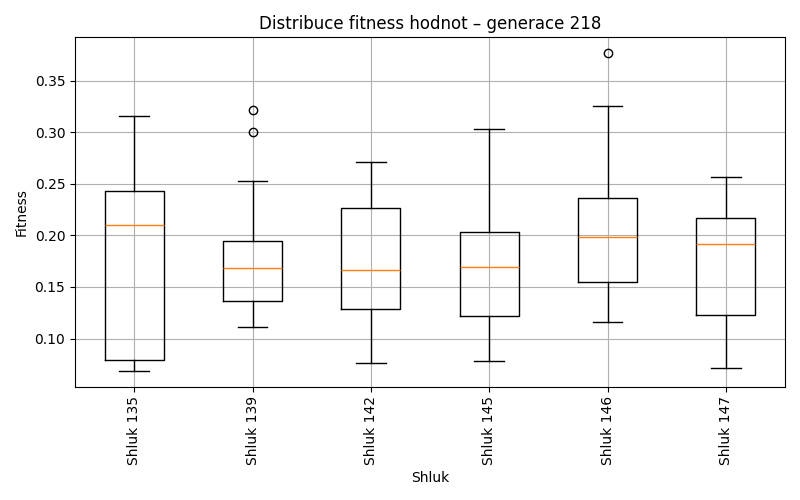 Distribuce fitness hodnot – generace 218
Fitness
0.35
0.30
0.25
0.20
0.15
0.10
Shluk 135
Shluk 139
Shluk 142
Shluk 145
Shluk 146
Shluk 147
Shluk